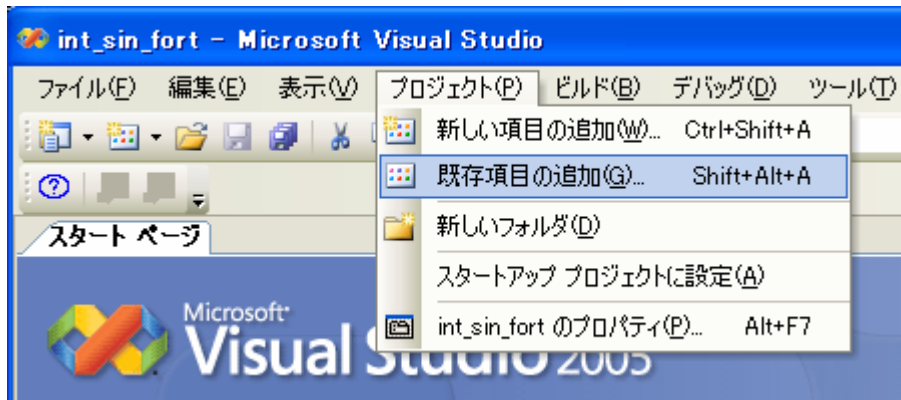 int_sin_fort - Microsoft Visual Studio
ファイル(F) 編集(E) 表示(V) プロジェクト(P) ビルド(B) デバッグ(D) ツール(T)
新しい項目の追加(W)... Ctrl+Shift+A
既存項目の追加(G)... Shift+Alt+A
新しいフォルダ(D)
スタート ページ
スタートアップ プロジェクトに設定(A)
int_sin_fort のプロパティ(P)... Alt+F7
Microsoft
Visual Studio 2005